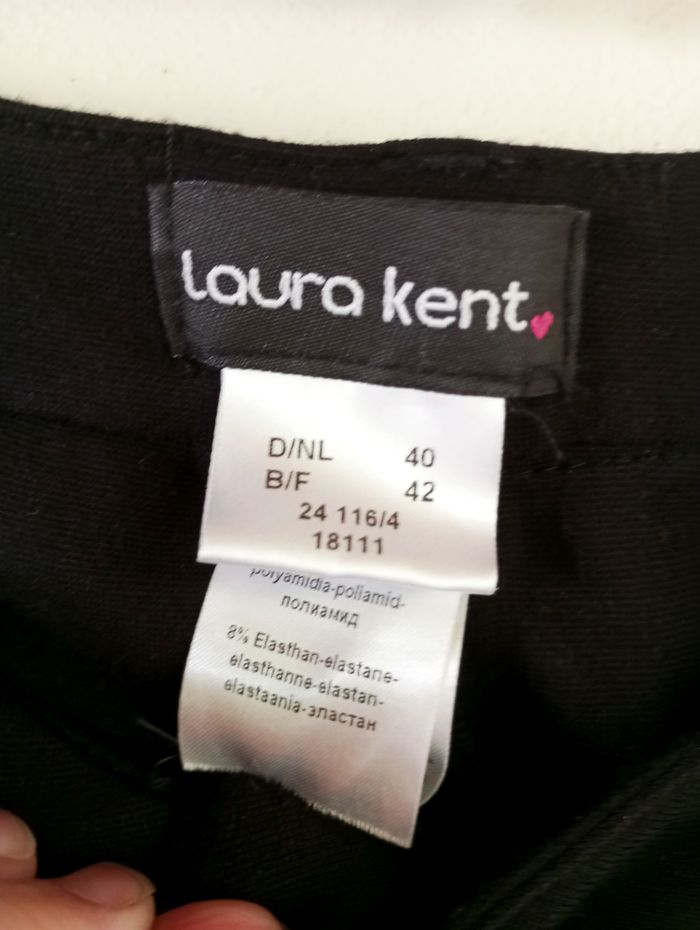 laura kent
D/NL 40
B/F 42
24 116/4
18111
polyamidia-poliamid-
полиамид
8% Elasthan-elastane-
elasthanne-elastan-
elastaania-эластан